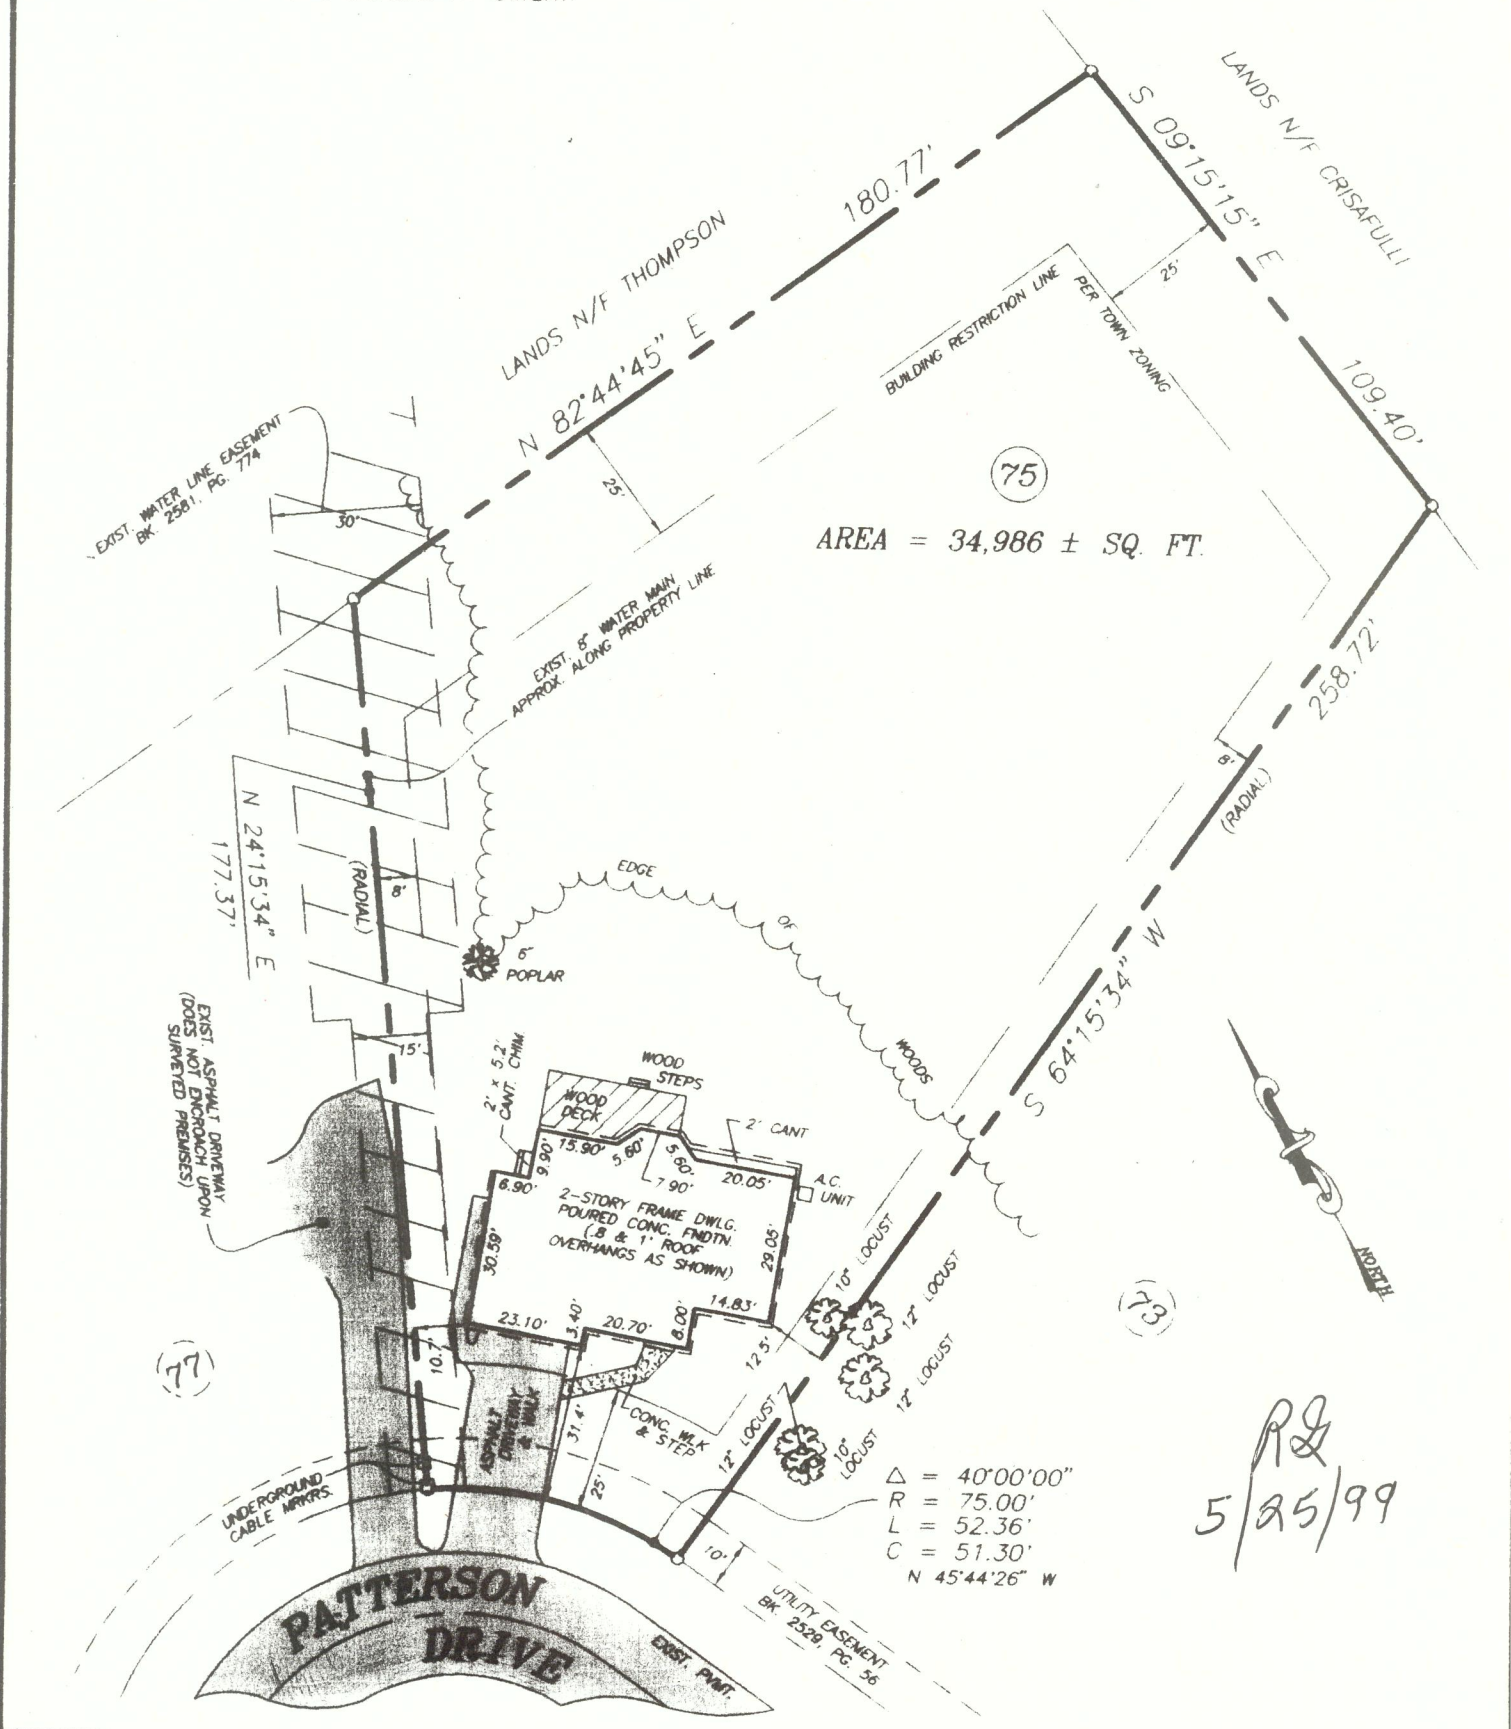 LANDS N/F CRISAFULLI
S 09°15'15" E
109.40'
180.77'
LANDS N/F THOMPSON
N 82°44'45" E
25'
BUILDING RESTRICTION LINE
PER TOWN ZONING
25'
EXIST. WATER LINE EASEMENT
BK. 2581, PG. 774
30'
75
AREA = 34,986 ± SQ. FT.
EXIST. 8" WATER MAIN
APPROX. ALONG PROPERTY LINE
258.72'
8'
(RADIAL)
S 64°15'34" W
N 24°15'34" E
177.37'
(RADIAL)
8'
EDGE
OF
WOODS
6"
POPLAR
EXIST. ASPHALT DRIVEWAY
(DOES NOT ENCROACH UPON
SURVEYED PREMISES)
15'
2' x 5.2'
CANT. CHIM.
WOOD
STEPS
WOOD
DECK
2' CANT
A.C.
UNIT
9.90'
15.90'
5.60'
5.60'
7.90'
20.05'
6.90'
2-STORY FRAME DWLG.
POURED CONC. FNDTN.
(.8 & 1' ROOF
OVERHANGS AS SHOWN)
30.59'
29.05'
23.10'
3.40'
20.70'
8.00'
14.83'
10.7'
12.5'
10" LOCUST
12" LOCUST
12" LOCUST
12" LOCUST
10"
LOCUST
NORTH
73
77
ASPHALT
DRIVEWAY
& WALK
31.4'
CONC. WLK
& STEP
25'
UNDERGROUND
CABLE MRKRS.
Δ = 40°00'00"
R = 75.00'
L = 52.36'
C = 51.30'
N 45°44'26" W
10'
UTILITY EASEMENT
BK. 2529, PG. 56
PATTERSON
DRIVE
EXIST. PVMT.
5/25/99